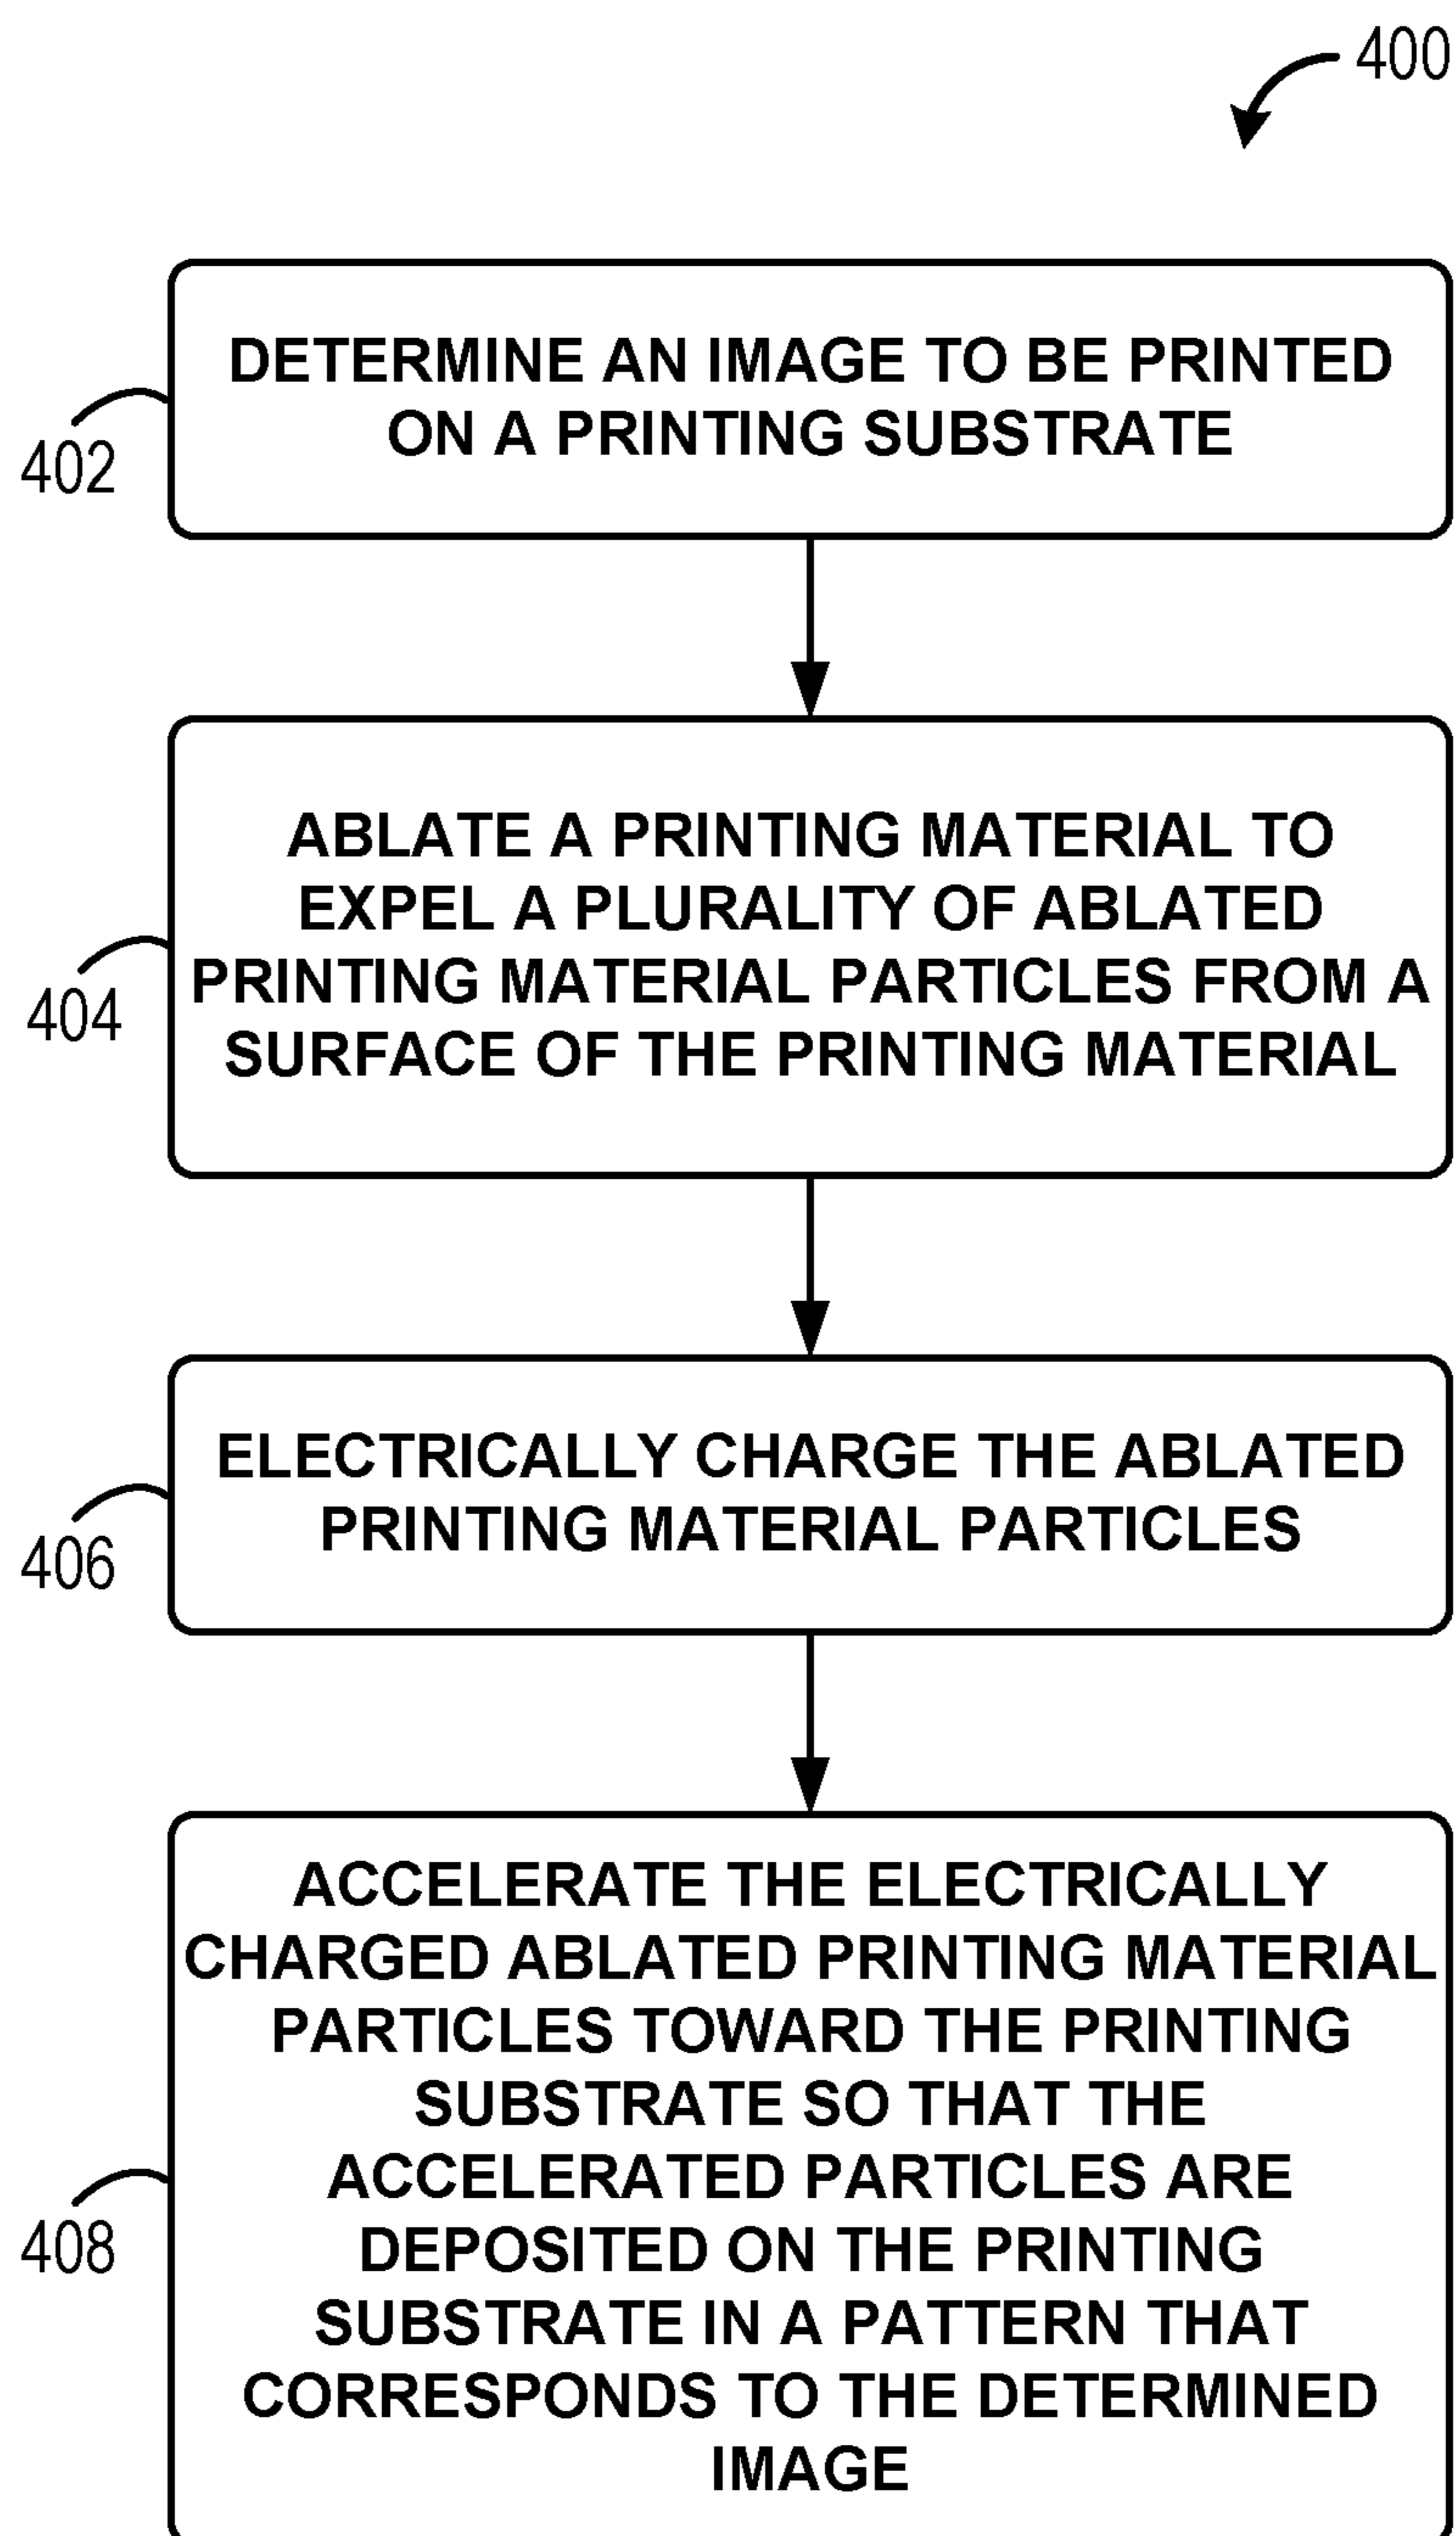 400
DETERMINE AN IMAGE TO BE PRINTED
ON A PRINTING SUBSTRATE
402
ABLATE A PRINTING MATERIAL TO
EXPEL A PLURALITY OF ABLATED
PRINTING MATERIAL PARTICLES FROM A
SURFACE OF THE PRINTING MATERIAL
404
ELECTRICALLY CHARGE THE ABLATED
PRINTING MATERIAL PARTICLES
406
ACCELERATE THE ELECTRICALLY
CHARGED ABLATED PRINTING MATERIAL
PARTICLES TOWARD THE PRINTING
SUBSTRATE SO THAT THE
ACCELERATED PARTICLES ARE
DEPOSITED ON THE PRINTING
SUBSTRATE IN A PATTERN THAT
CORRESPONDS TO THE DETERMINED
IMAGE
408